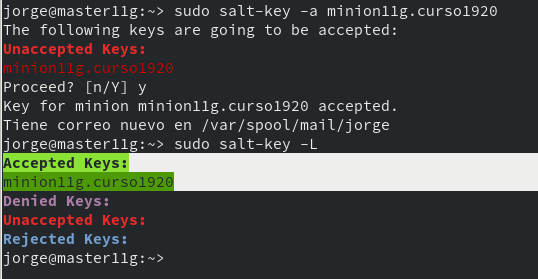 jorge@master11g:~> sudo salt-key -a minion11g.curso1920
The following keys are going to be accepted:
Unaccepted Keys:
minion11g.curso1920
Proceed? [n/Y] y
Key for minion minion11g.curso1920 accepted.
Tiene correo nuevo en /var/spool/mail/jorge
jorge@master11g:~> sudo salt-key -L
Accepted Keys:
minion11g.curso1920
Denied Keys:
Unaccepted Keys:
Rejected Keys:
jorge@master11g:~>